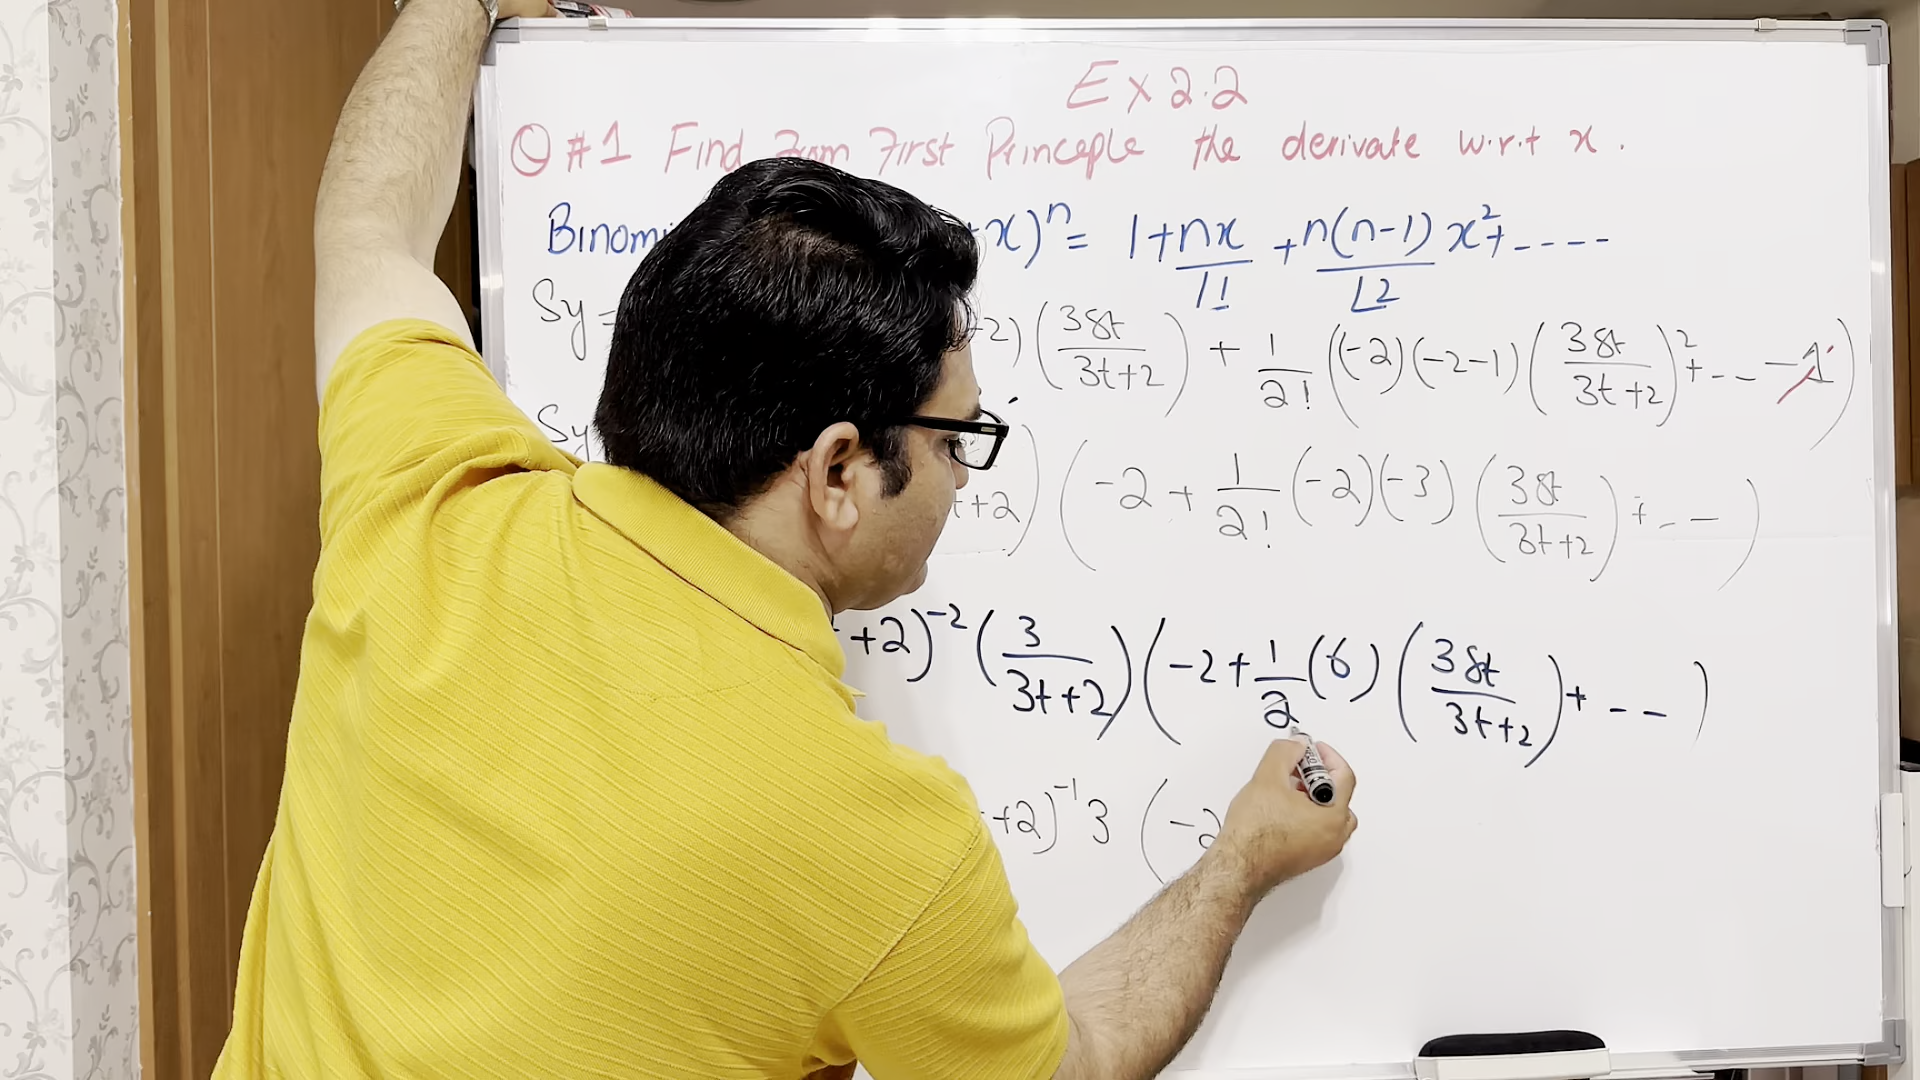 Ex 2.2
Q #1 Find From First Principle the derivate w.r.t x.
x)ⁿ = 1 + nx/1! + n(n-1)/⌊2 x² + ----
Sy = 2) (3δt/3t+2) + 1/2! ((-2)(-2-1) (3δt/3t+2)² + -- -1)
Sy +2) (-2 + 1/2! (-2)(-3) (3δt/3t+2) + -- )
+2)⁻² (3/3t+2) (-2 + 1/2 (6) (3δt/3t+2) + -- )
+2)⁻¹ 3 (-2